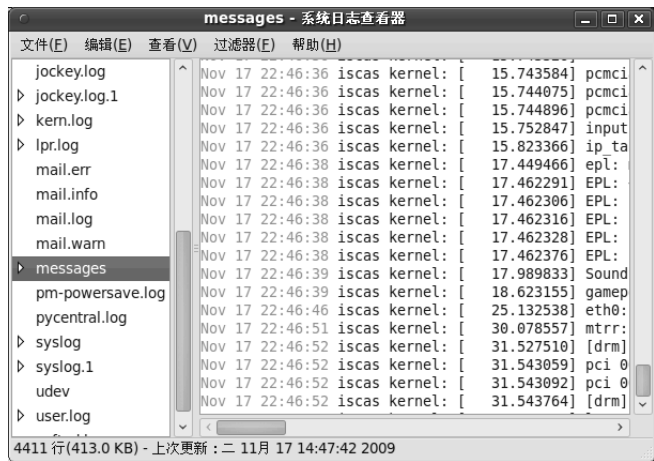 messages - 系统日志查看器
文件(F) 编辑(E) 查看(V) 过滤器(F) 帮助(H)
jockey.log
jockey.log.1
kern.log
lpr.log
mail.err
mail.info
mail.log
mail.warn
messages
pm-powersave.log
pycentral.log
syslog
syslog.1
udev
user.log
Nov 17 22:46:36 iscas kernel: [ 15.743584] pcmci
Nov 17 22:46:36 iscas kernel: [ 15.744075] pcmci
Nov 17 22:46:36 iscas kernel: [ 15.744896] pcmci
Nov 17 22:46:36 iscas kernel: [ 15.752847] input
Nov 17 22:46:36 iscas kernel: [ 15.823366] ip_ta
Nov 17 22:46:38 iscas kernel: [ 17.449466] epl:
Nov 17 22:46:38 iscas kernel: [ 17.462291] EPL:
Nov 17 22:46:38 iscas kernel: [ 17.462306] EPL:
Nov 17 22:46:38 iscas kernel: [ 17.462316] EPL:
Nov 17 22:46:38 iscas kernel: [ 17.462328] EPL:
Nov 17 22:46:38 iscas kernel: [ 17.462376] EPL:
Nov 17 22:46:39 iscas kernel: [ 17.989833] Sound
Nov 17 22:46:39 iscas kernel: [ 18.623155] gamep
Nov 17 22:46:46 iscas kernel: [ 25.132538] eth0:
Nov 17 22:46:51 iscas kernel: [ 30.078557] mtrr:
Nov 17 22:46:52 iscas kernel: [ 31.527510] [drm]
Nov 17 22:46:52 iscas kernel: [ 31.543059] pci 0
Nov 17 22:46:52 iscas kernel: [ 31.543092] pci 0
Nov 17 22:46:52 iscas kernel: [ 31.543764] [drm]
4411 行(413.0 KB) - 上次更新：二 11月 17 14:47:42 2009